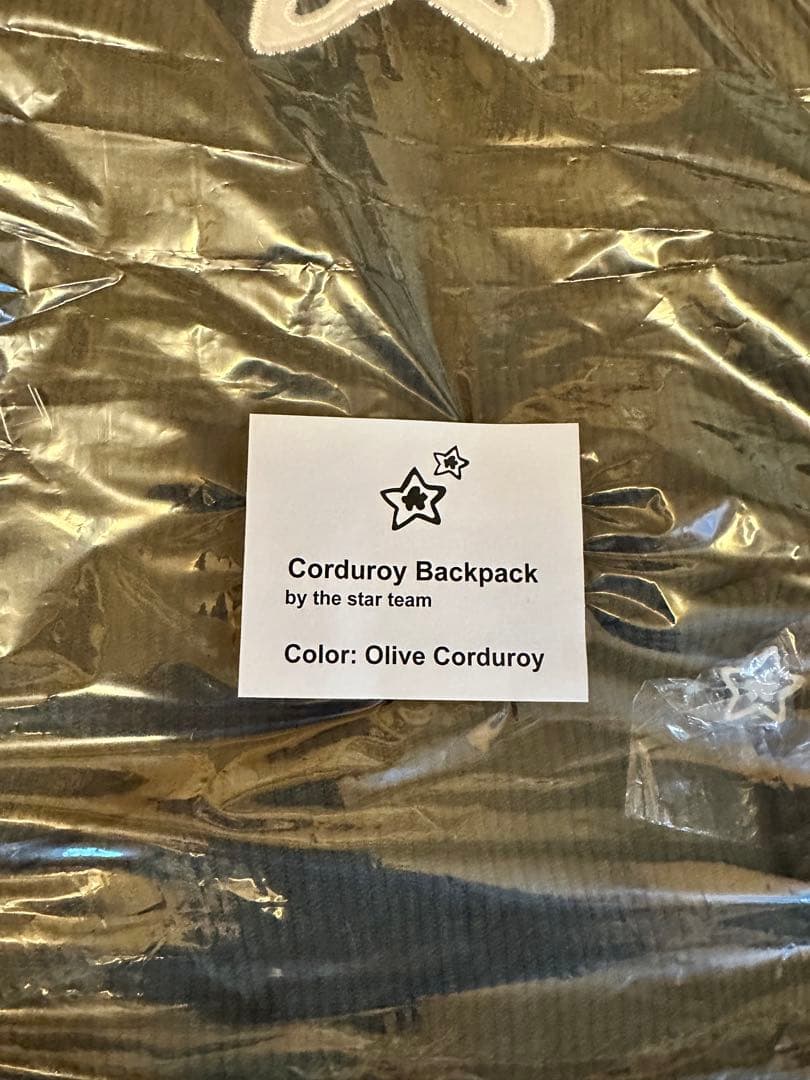 Corduroy Backpack
by the star team
Color: Olive Corduroy